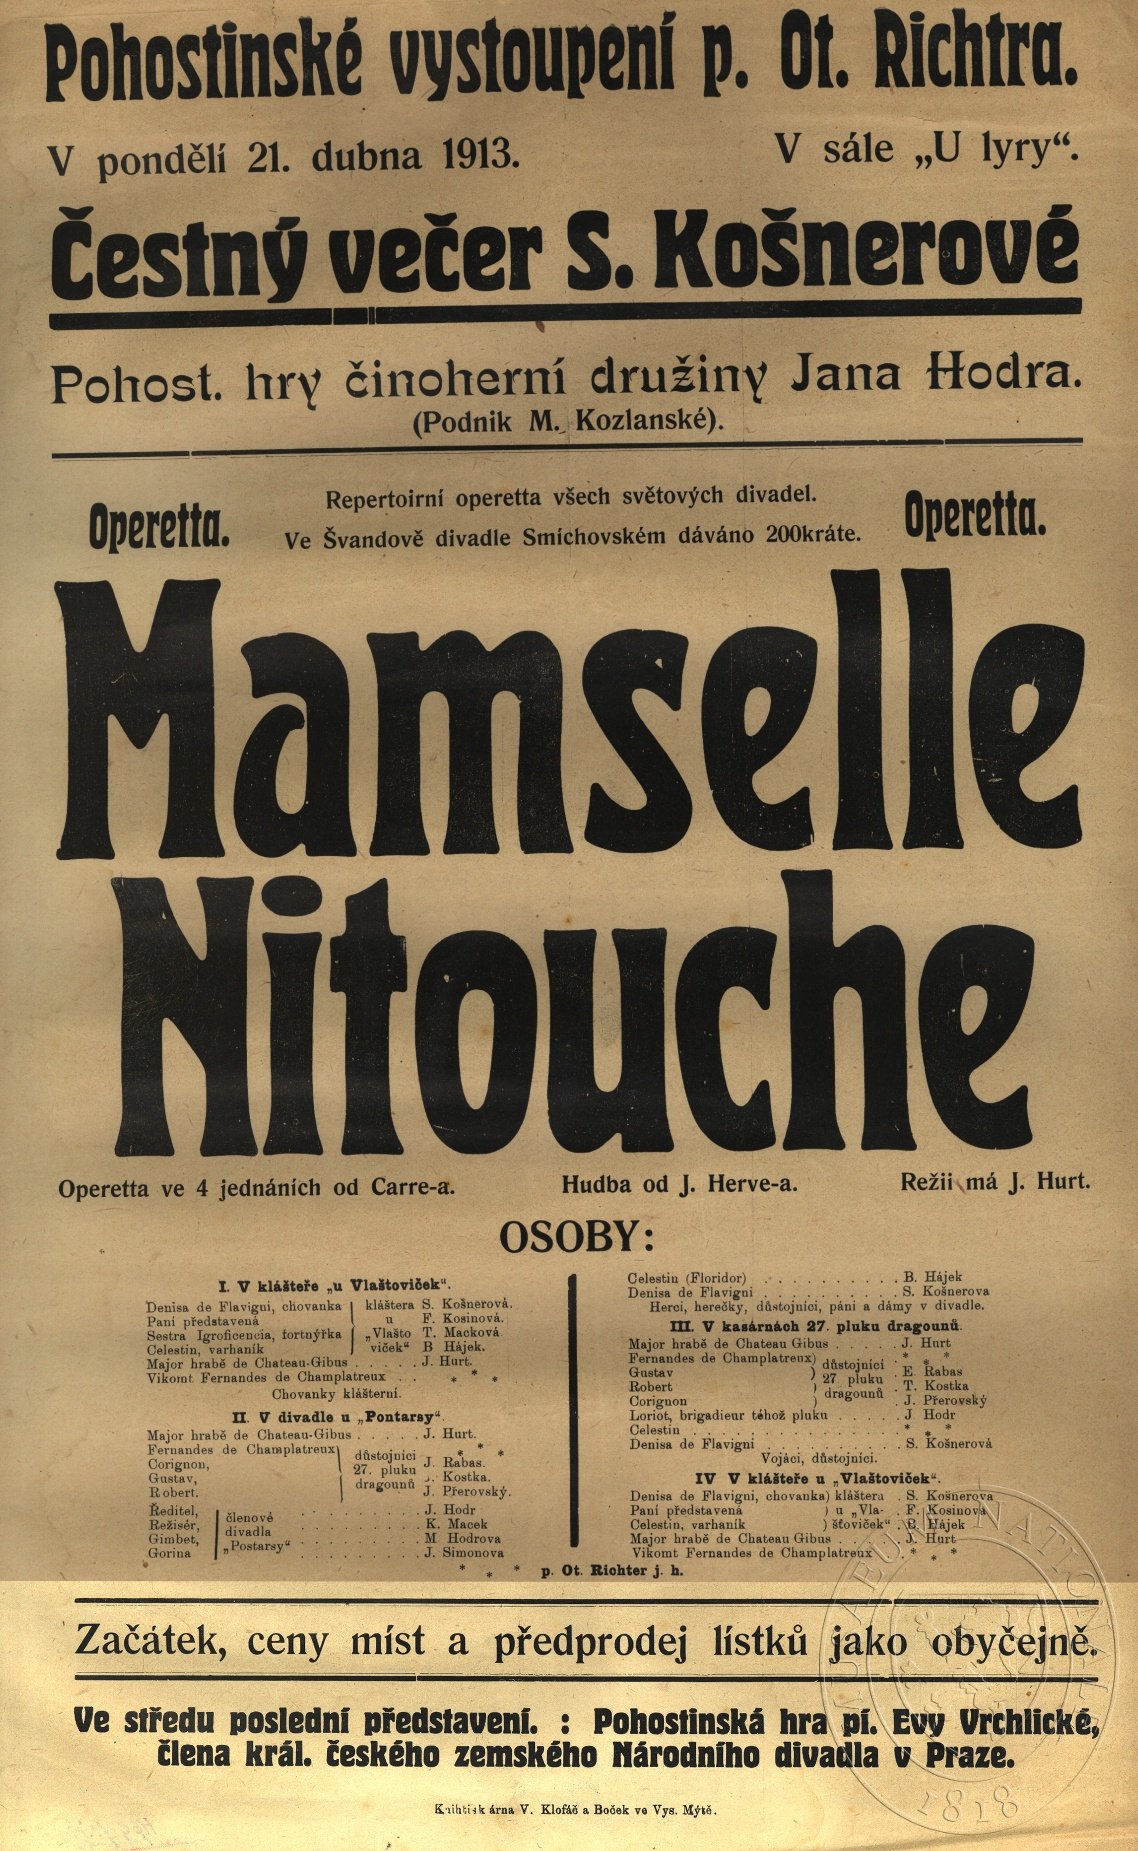 Pohostinské vystoupení p. Ot. Richtra.
V pondělí 21. dubna 1913. V sále „U lyry“.
Čestný večer S. Košnerové
Pohost. hry činoherní družiny Jana Hodra.
(Podnik M. Kozlanské).
Operetta. Repertoirní operetta všech světových divadel. Operetta.
Ve Švandově divadle Smíchovském dáváno 200kráte.
Mamselle
Nitouche
Operetta ve 4 jednáních od Carre-a. Hudba od J. Herve-a. Režii má J. Hurt.
OSOBY:
I. V klášteře „u Vlaštoviček“.
Denisa de Flavigni, chovanka kláštera S. Košnerová.
Paní představená u F. Kosinová.
Sestra Igroficencia, fortnýřka „Vlašto T. Macková
Celestin, varhaník viček“ B Hájek.
Major hrabě de Chateau-Gibus . . . . . J. Hurt.
Vikomt Fernandes de Champlatreux . . * * *
Chovanky klášterní.
II. V divadle u „Pontarsy“.
Major hrabě de Chateau-Gibus . . . . . J. Hurt.
Fernandes de Champlatreux důstojníci * * *
Corignon, 27. pluku J. Rabas.
Gustav, dragounů Kostka.
Robert. J. Přerovský.
Ředitel, členové J. Hodr
Režisér, divadla K. Macek
Gimbet, „Postarsy“ M Hodrova
Gorina J. Simonova
Celestin (Floridor) . . . . . . . . . . B. Hájek
Denisa de Flavigni . . . . . . . . . . S. Košnerova
Herci, herečky, důstojníci, páni a dámy v divadle.
III. V kasárnách 27. pluku dragounů.
Major hrabě de Chateau Gibus . . . . . J. Hurt
Fernandes de Champlatreux) důstojníci * * *
Gustav ) 27 pluku E. Rabas
Robert ) dragounů T. Kostka
Corignon ) J. Přerovský
Loriot, brigadieur téhož pluku . . . . . J Hodr
Celestin . . . . . . . . . . * * *
Denisa de Flavigni . . . . . . . . . . S. Košnerová
Vojáci, důstojníci.
IV V klášteře u „Vlaštoviček“.
Denisa de Flavigni, chovanka) kláštera . S. Košnerova
Paní představená ) u „Vla- . F. Kosinova
Celestin, varhaník ) šťoviček“ . B. Hájek
Major hrabě de Chateau Gibus . . . . . J. Hurt
Vikomt Fernandes de Champlatreux . . * * *
* * * p. Ot. Richter j. h.
Začátek, ceny míst a předprodej lístků jako obyčejně.
Ve středu poslední představení. : Pohostinská hra pí. Evy Vrchlické,
člena král. českého zemského Národního divadla v Praze.
Knihtisk árna V. Klofáč a Boček ve Vys. Mýtě.
1818